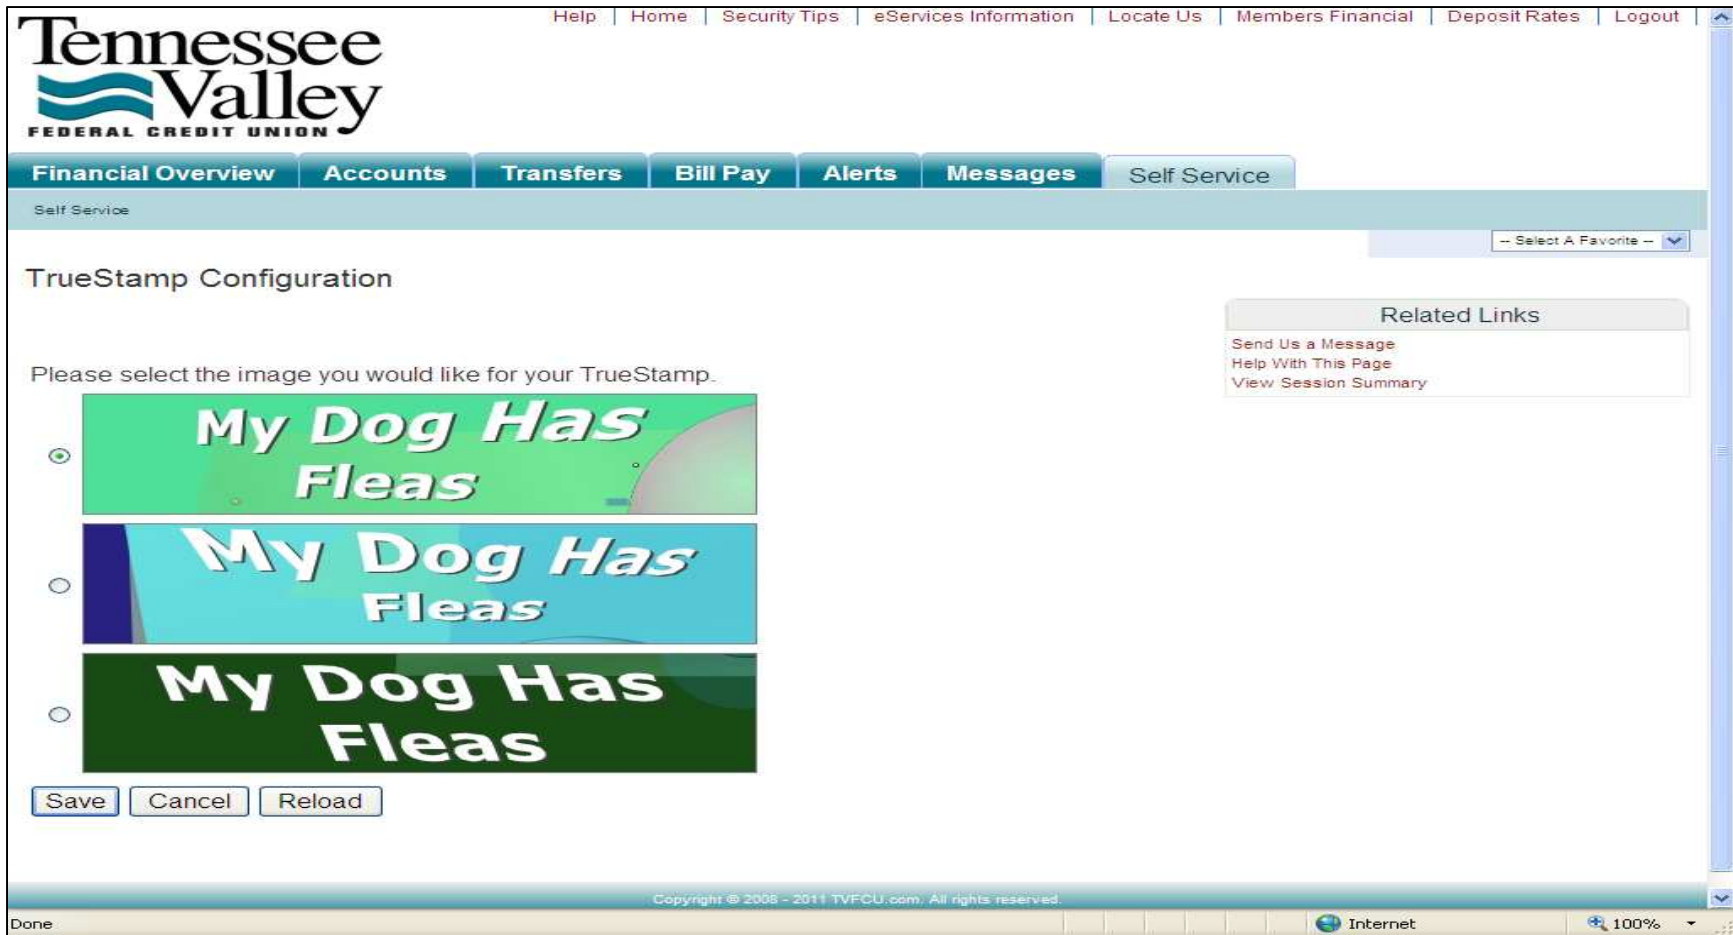 Help | Home | Security Tips | eServices Information | Locate Us | Members Financial | Deposit Rates | Logout |
Tennessee
Valley
FEDERAL CREDIT UNION
Financial Overview Accounts Transfers Bill Pay Alerts Messages Self Service
Self Service
-- Select A Favorite --
TrueStamp Configuration
Related Links
Send Us a Message
Help With This Page
View Session Summary
Please select the image you would like for your TrueStamp.
My Dog Has
Fleas
My Dog Has
Fleas
My Dog Has
Fleas
Save Cancel Reload
Copyright © 2008 - 2011 TVFCU.com. All rights reserved.
Done Internet 100%